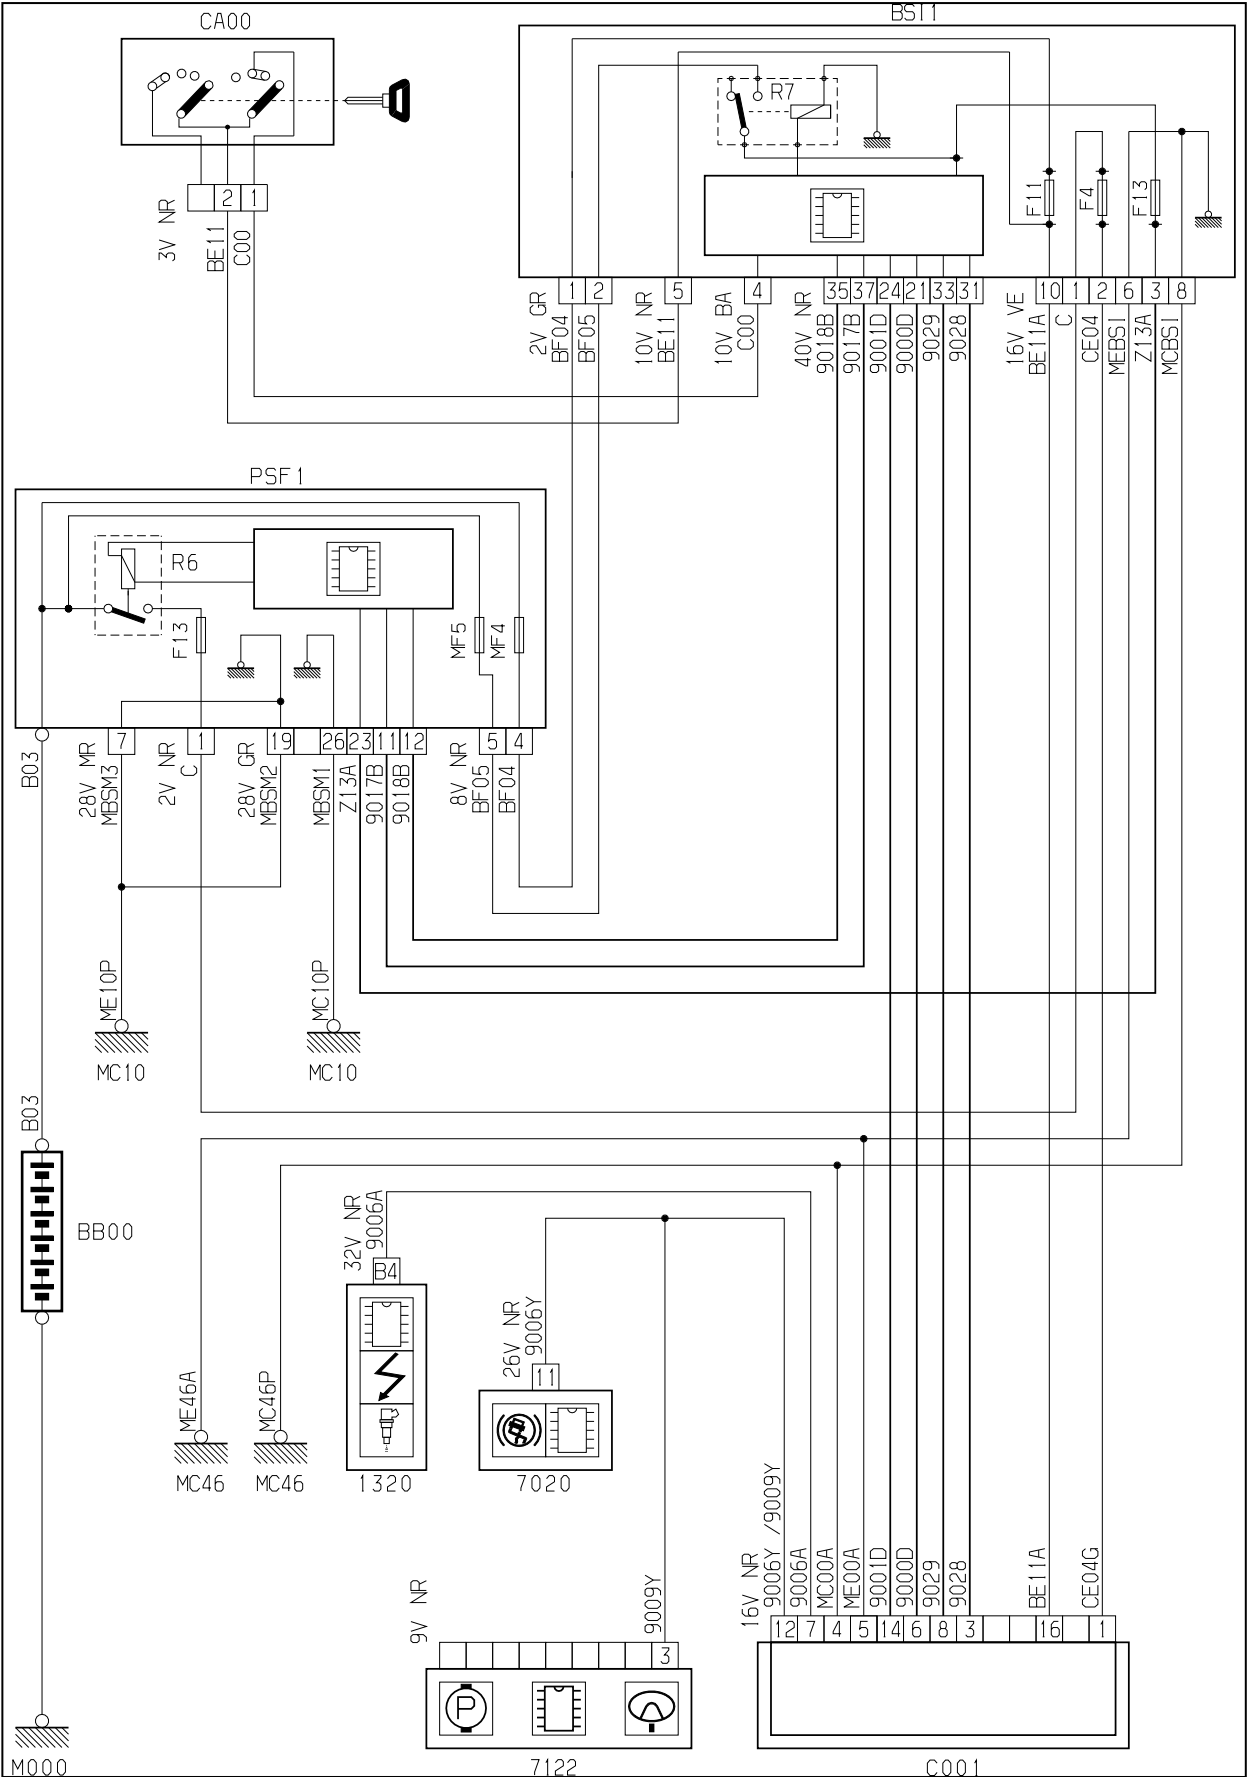 CA00
BSI1
R7
F11
F4
F13
2
1
3V NR
BE11
C00
1
2
5
4
35
37
24
21
33
31
10
1
2
6
3
8
2V GR
BF04
BF05
10V NR
BE11
10V BA
C00
40V NR
9018B
9017B
9001D
9000D
9029
9028
16V VE
BE11A
C
CE04
MEBSI
Z13A
MCBSI
PSF1
R6
F13
MF5
MF4
7
1
19
26
23
11
12
5
4
B03
28V MR
MBSM3
2V NR
C
28V GR
MBSM2
MBSM1
Z13A
9017B
9018B
8V NR
BF05
BF04
ME10P
MC10P
MC10
MC10
B03
BB00
32V NR
9006A
B4
26V NR
9006Y
11
ME46A
MC46P
MC46
MC46
1320
7020
16V NR
9006Y /9009Y
9006A
MC00A
ME00A
9001D
9000D
9029
9028
BE11A
CE04G
9V NR
9009Y
12
7
4
5
14
6
8
3
16
1
3
P
M000
7122
C001